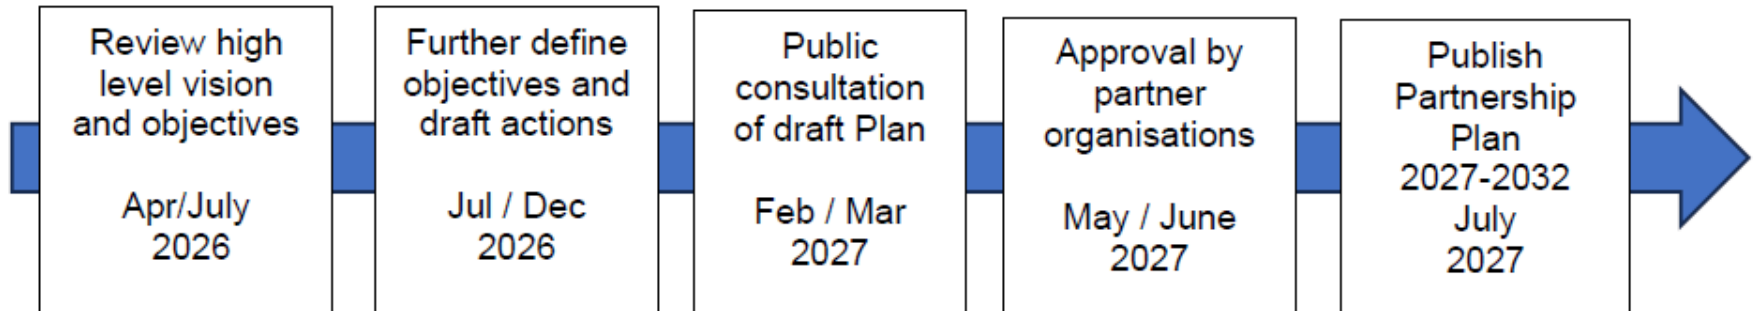 Review high
level vision
and objectives
Apr/July
2026
Further define
objectives and
draft actions
Jul / Dec
2026
Public
consultation
of draft Plan
Feb / Mar
2027
Approval by
partner
organisations
May / June
2027
Publish
Partnership
Plan
2027-2032
July
2027